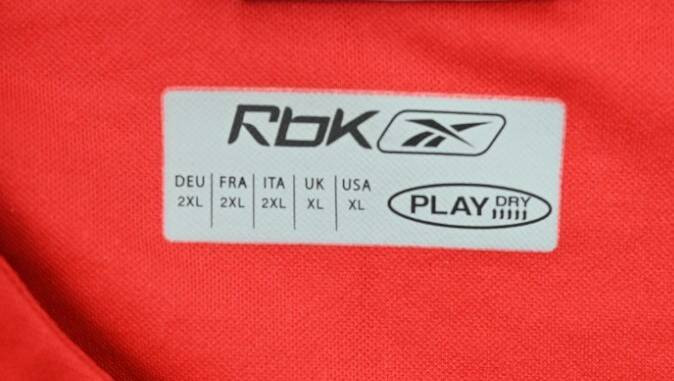 Rbk
DEU FRA ITA UK USA
2XL 2XL 2XL XL XL
PLAY DRY